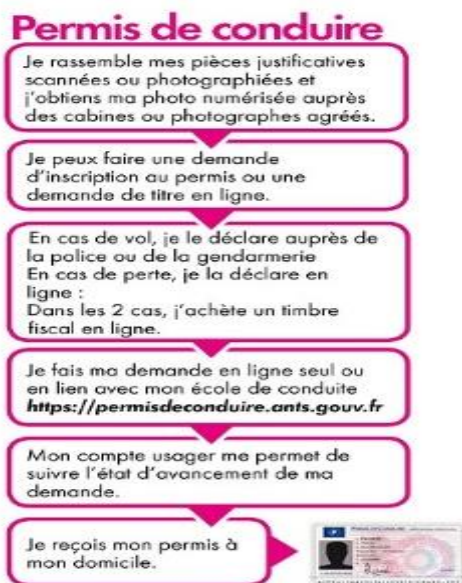 Permis de conduire
Je rassemble mes pièces justificatives
scannées ou photographiées et
j'obtiens ma photo numérisée auprès
des cabines ou photographes agréés.
Je peux faire une demande
d'inscription au permis ou une
demande de titre en ligne.
En cas de vol, je le déclare auprès de
la police ou de la gendarmerie
En cas de perte, je la déclare en
ligne :
Dans les 2 cas, j'achète un timbre
fiscal en ligne.
Je fais ma demande en ligne seul ou
en lien avec mon école de conduite
https://permisdeconduire.ants.gouv.fr
Mon compte usager me permet de
suivre l'état d'avancement de ma
demande.
Je reçois mon permis à
mon domicile.